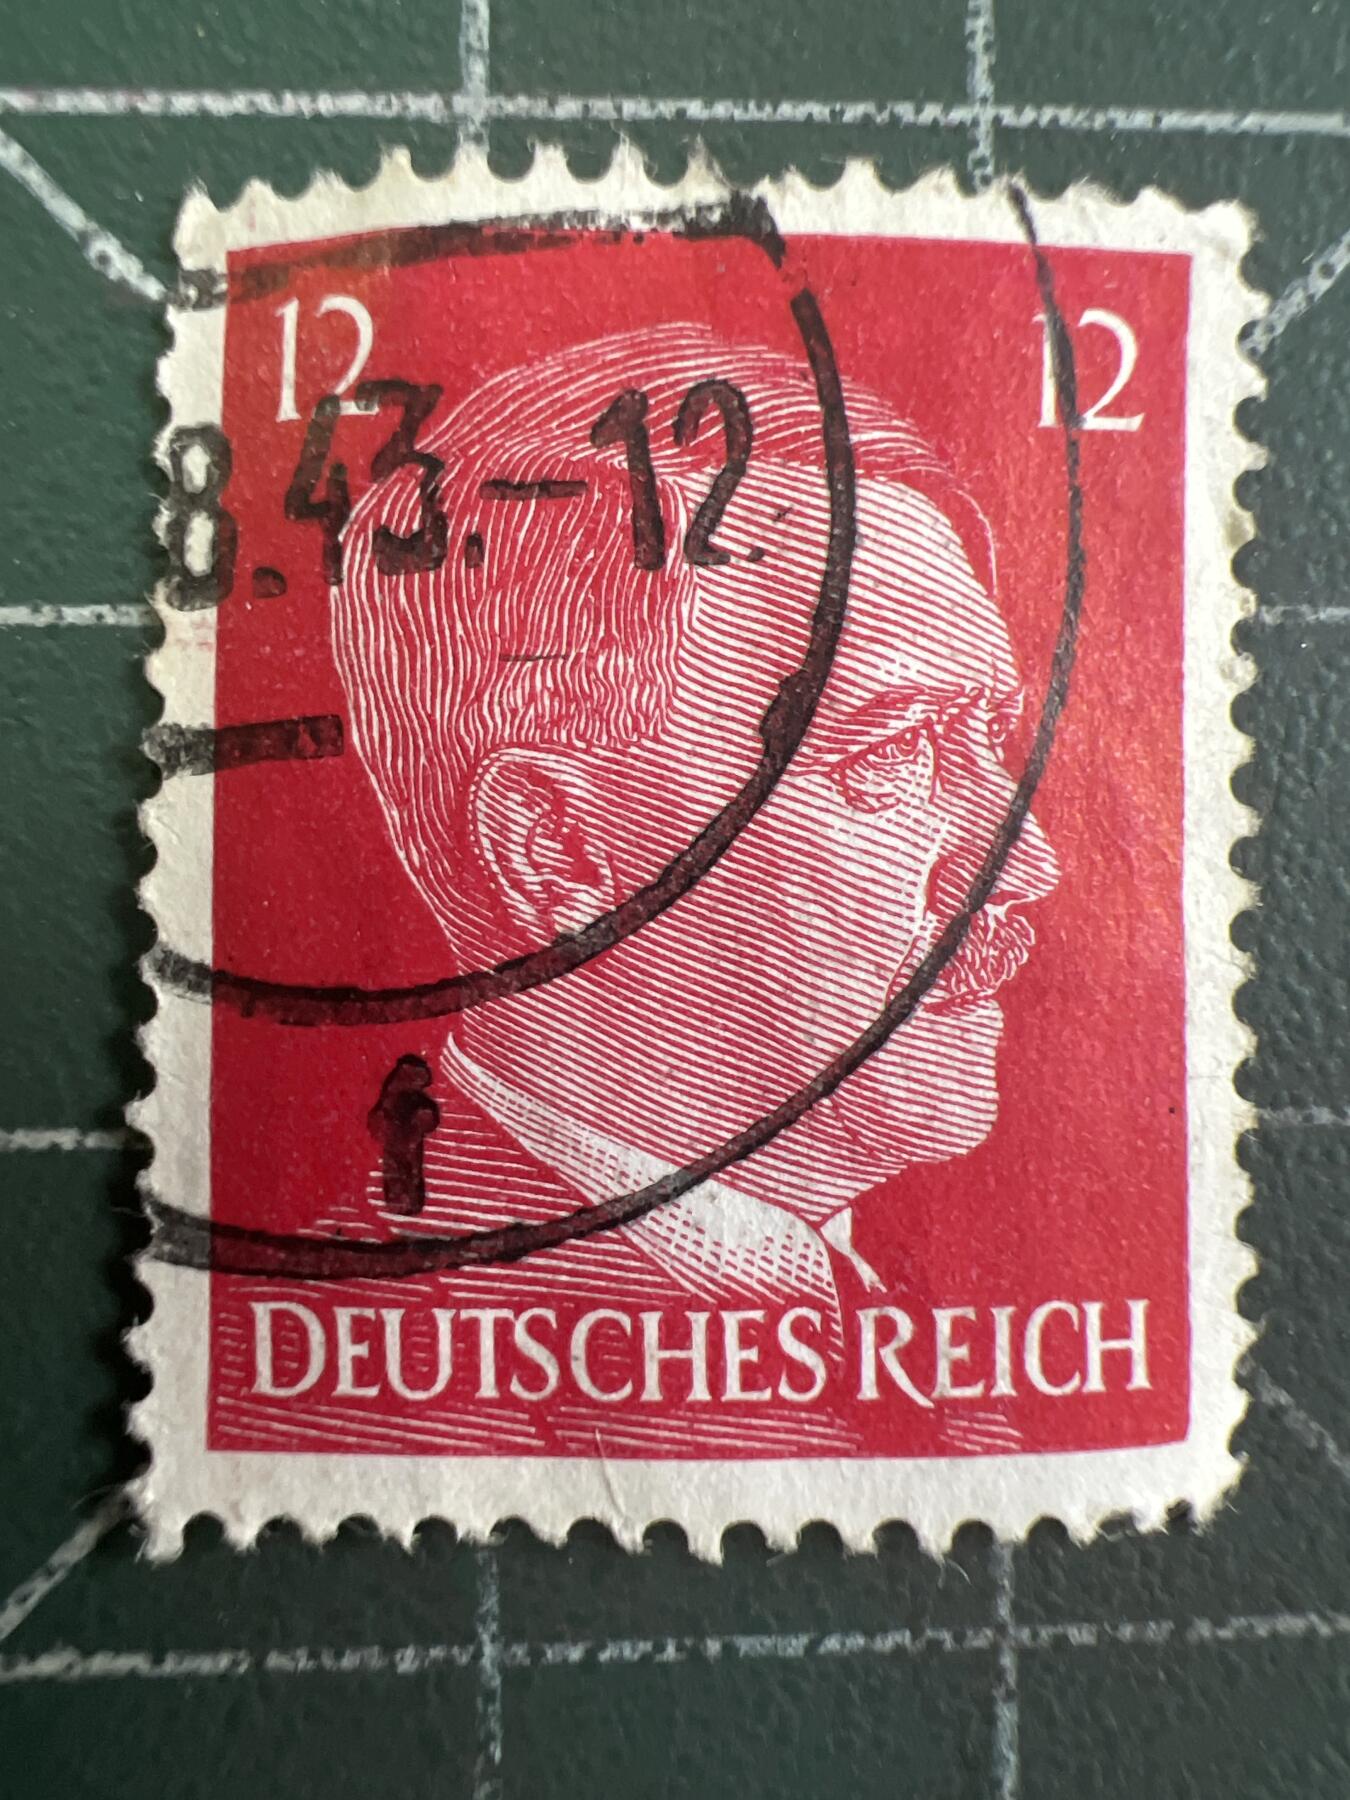 12 12
8.43.-12.
f
DEUTSCHES REICH